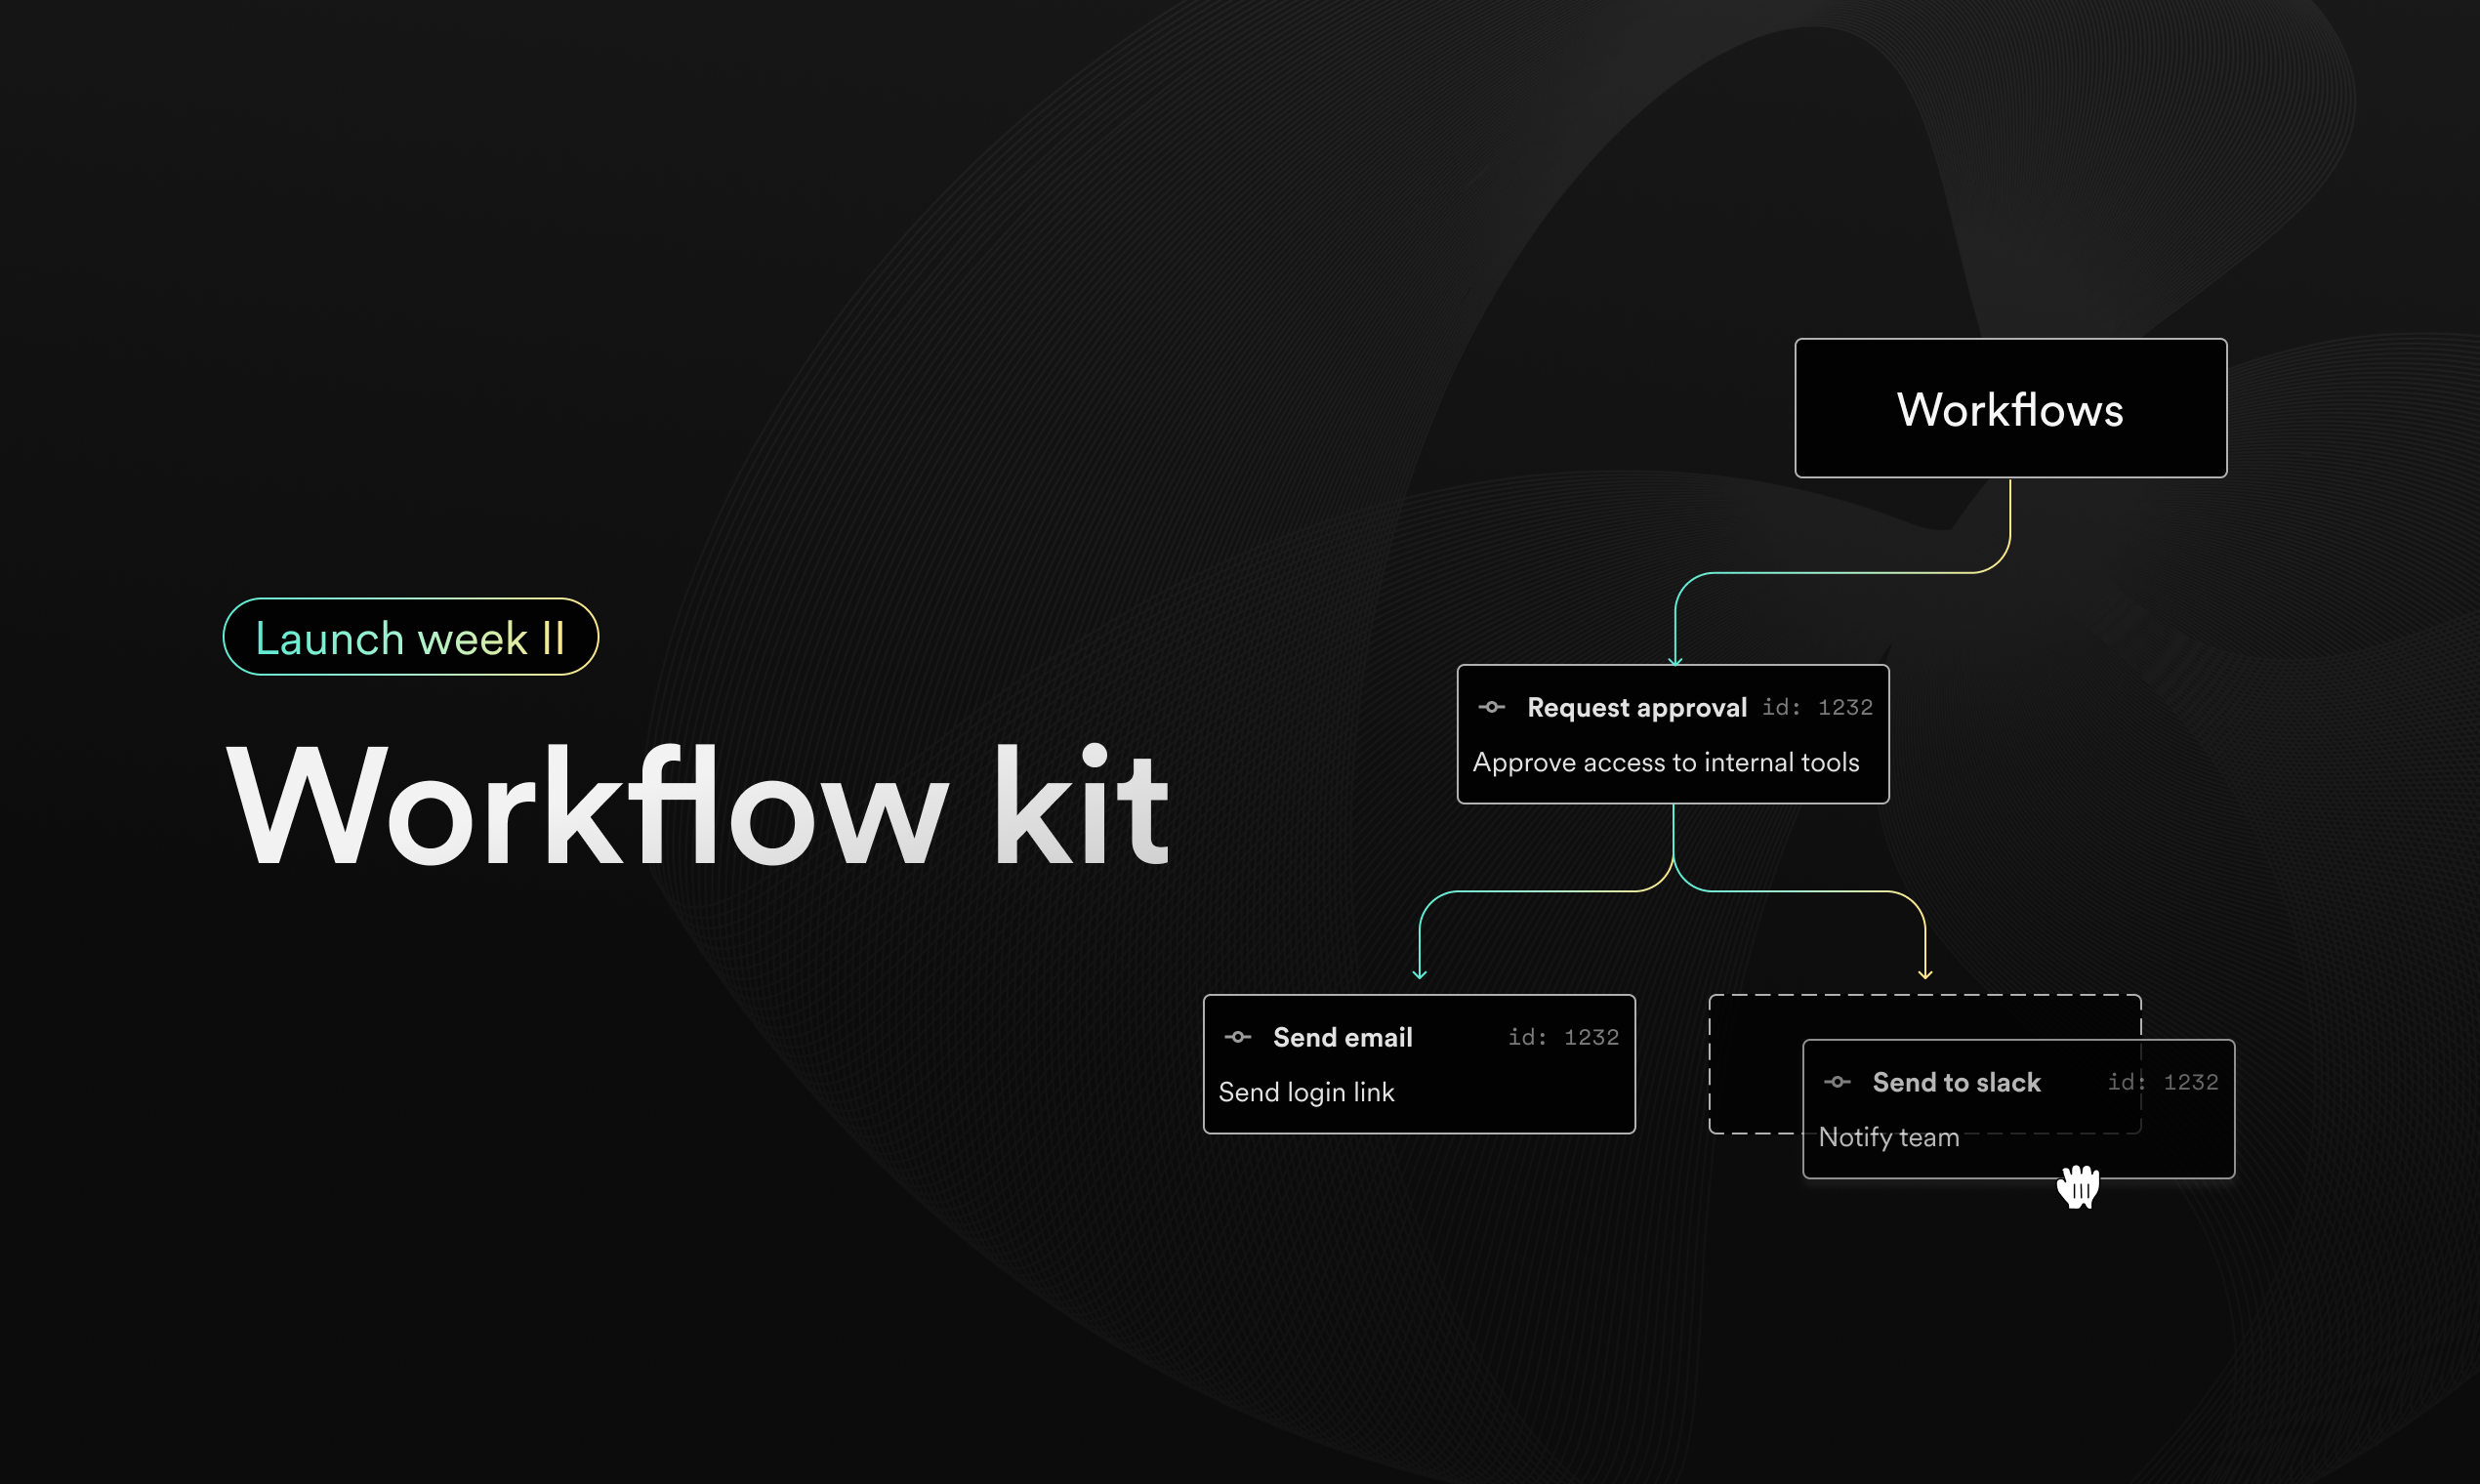 Launch week II
Workflow kit
Workflows
Request approval id: 1232
Approve access to internal tools
Send email id: 1232
Send login link
Send to slack id: 1232
Notify team